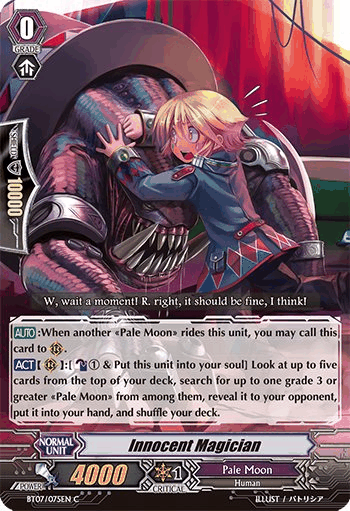 0
GRADE
10000
SHIELD
W, wait a moment! R. right, it should be fine, I think!
AUTO:When another «Pale Moon» rides this unit, you may call this
card to .
ACT[ ]:[ ① & Put this unit into your soul] Look at up to five
cards from the top of your deck, search for up to one grade 3 or
greater «Pale Moon» from among them, reveal it to your opponent,
put it into your hand, and shuffle your deck.
NORMAL
UNIT
Innocent Magician
POWER
4000
1
CRITICAL
Pale Moon
Human
BT07/075EN C
ILLUST / パトリシア